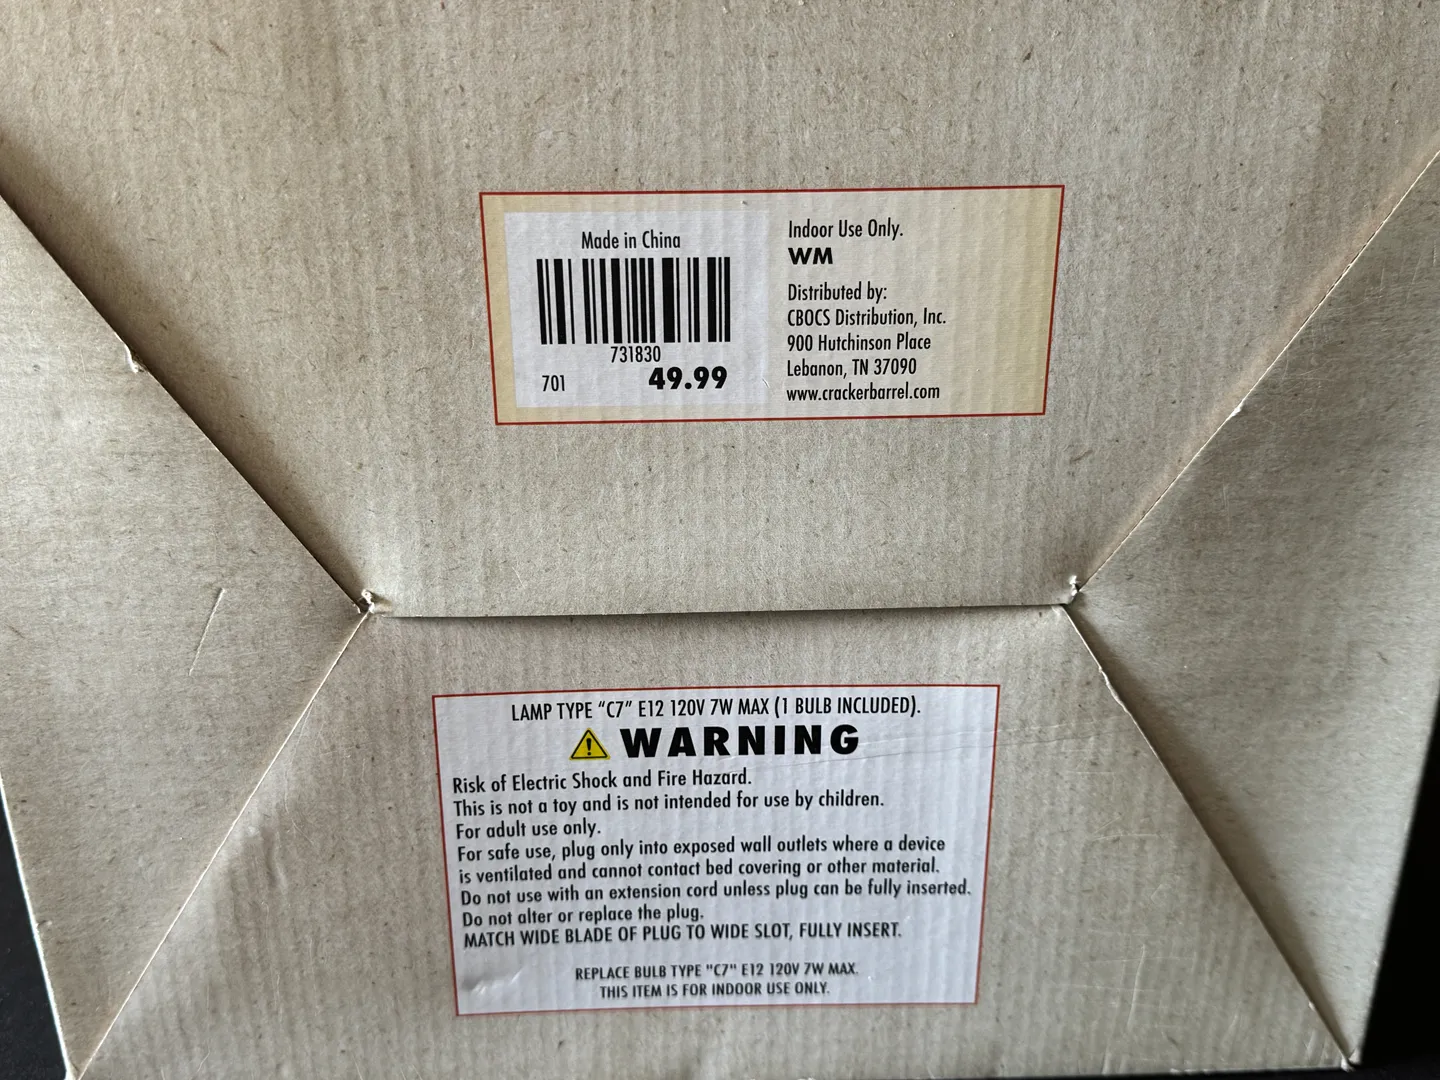 Made in China
731830
701
49.99
Indoor Use Only.
WM
Distributed by:
CBOCS Distribution, Inc.
900 Hutchinson Place
Lebanon, TN 37090
www.crackerbarrel.com
LAMP TYPE “C7” E12 120V 7W MAX (1 BULB INCLUDED).
WARNING
Risk of Electric Shock and Fire Hazard.
This is not a toy and is not intended for use by children.
For adult use only.
For safe use, plug only into exposed wall outlets where a device
is ventilated and cannot contact bed covering or other material.
Do not use with an extension cord unless plug can be fully inserted.
Do not alter or replace the plug.
MATCH WIDE BLADE OF PLUG TO WIDE SLOT, FULLY INSERT.
REPLACE BULB TYPE "C7" E12 120V 7W MAX.
THIS ITEM IS FOR INDOOR USE ONLY.